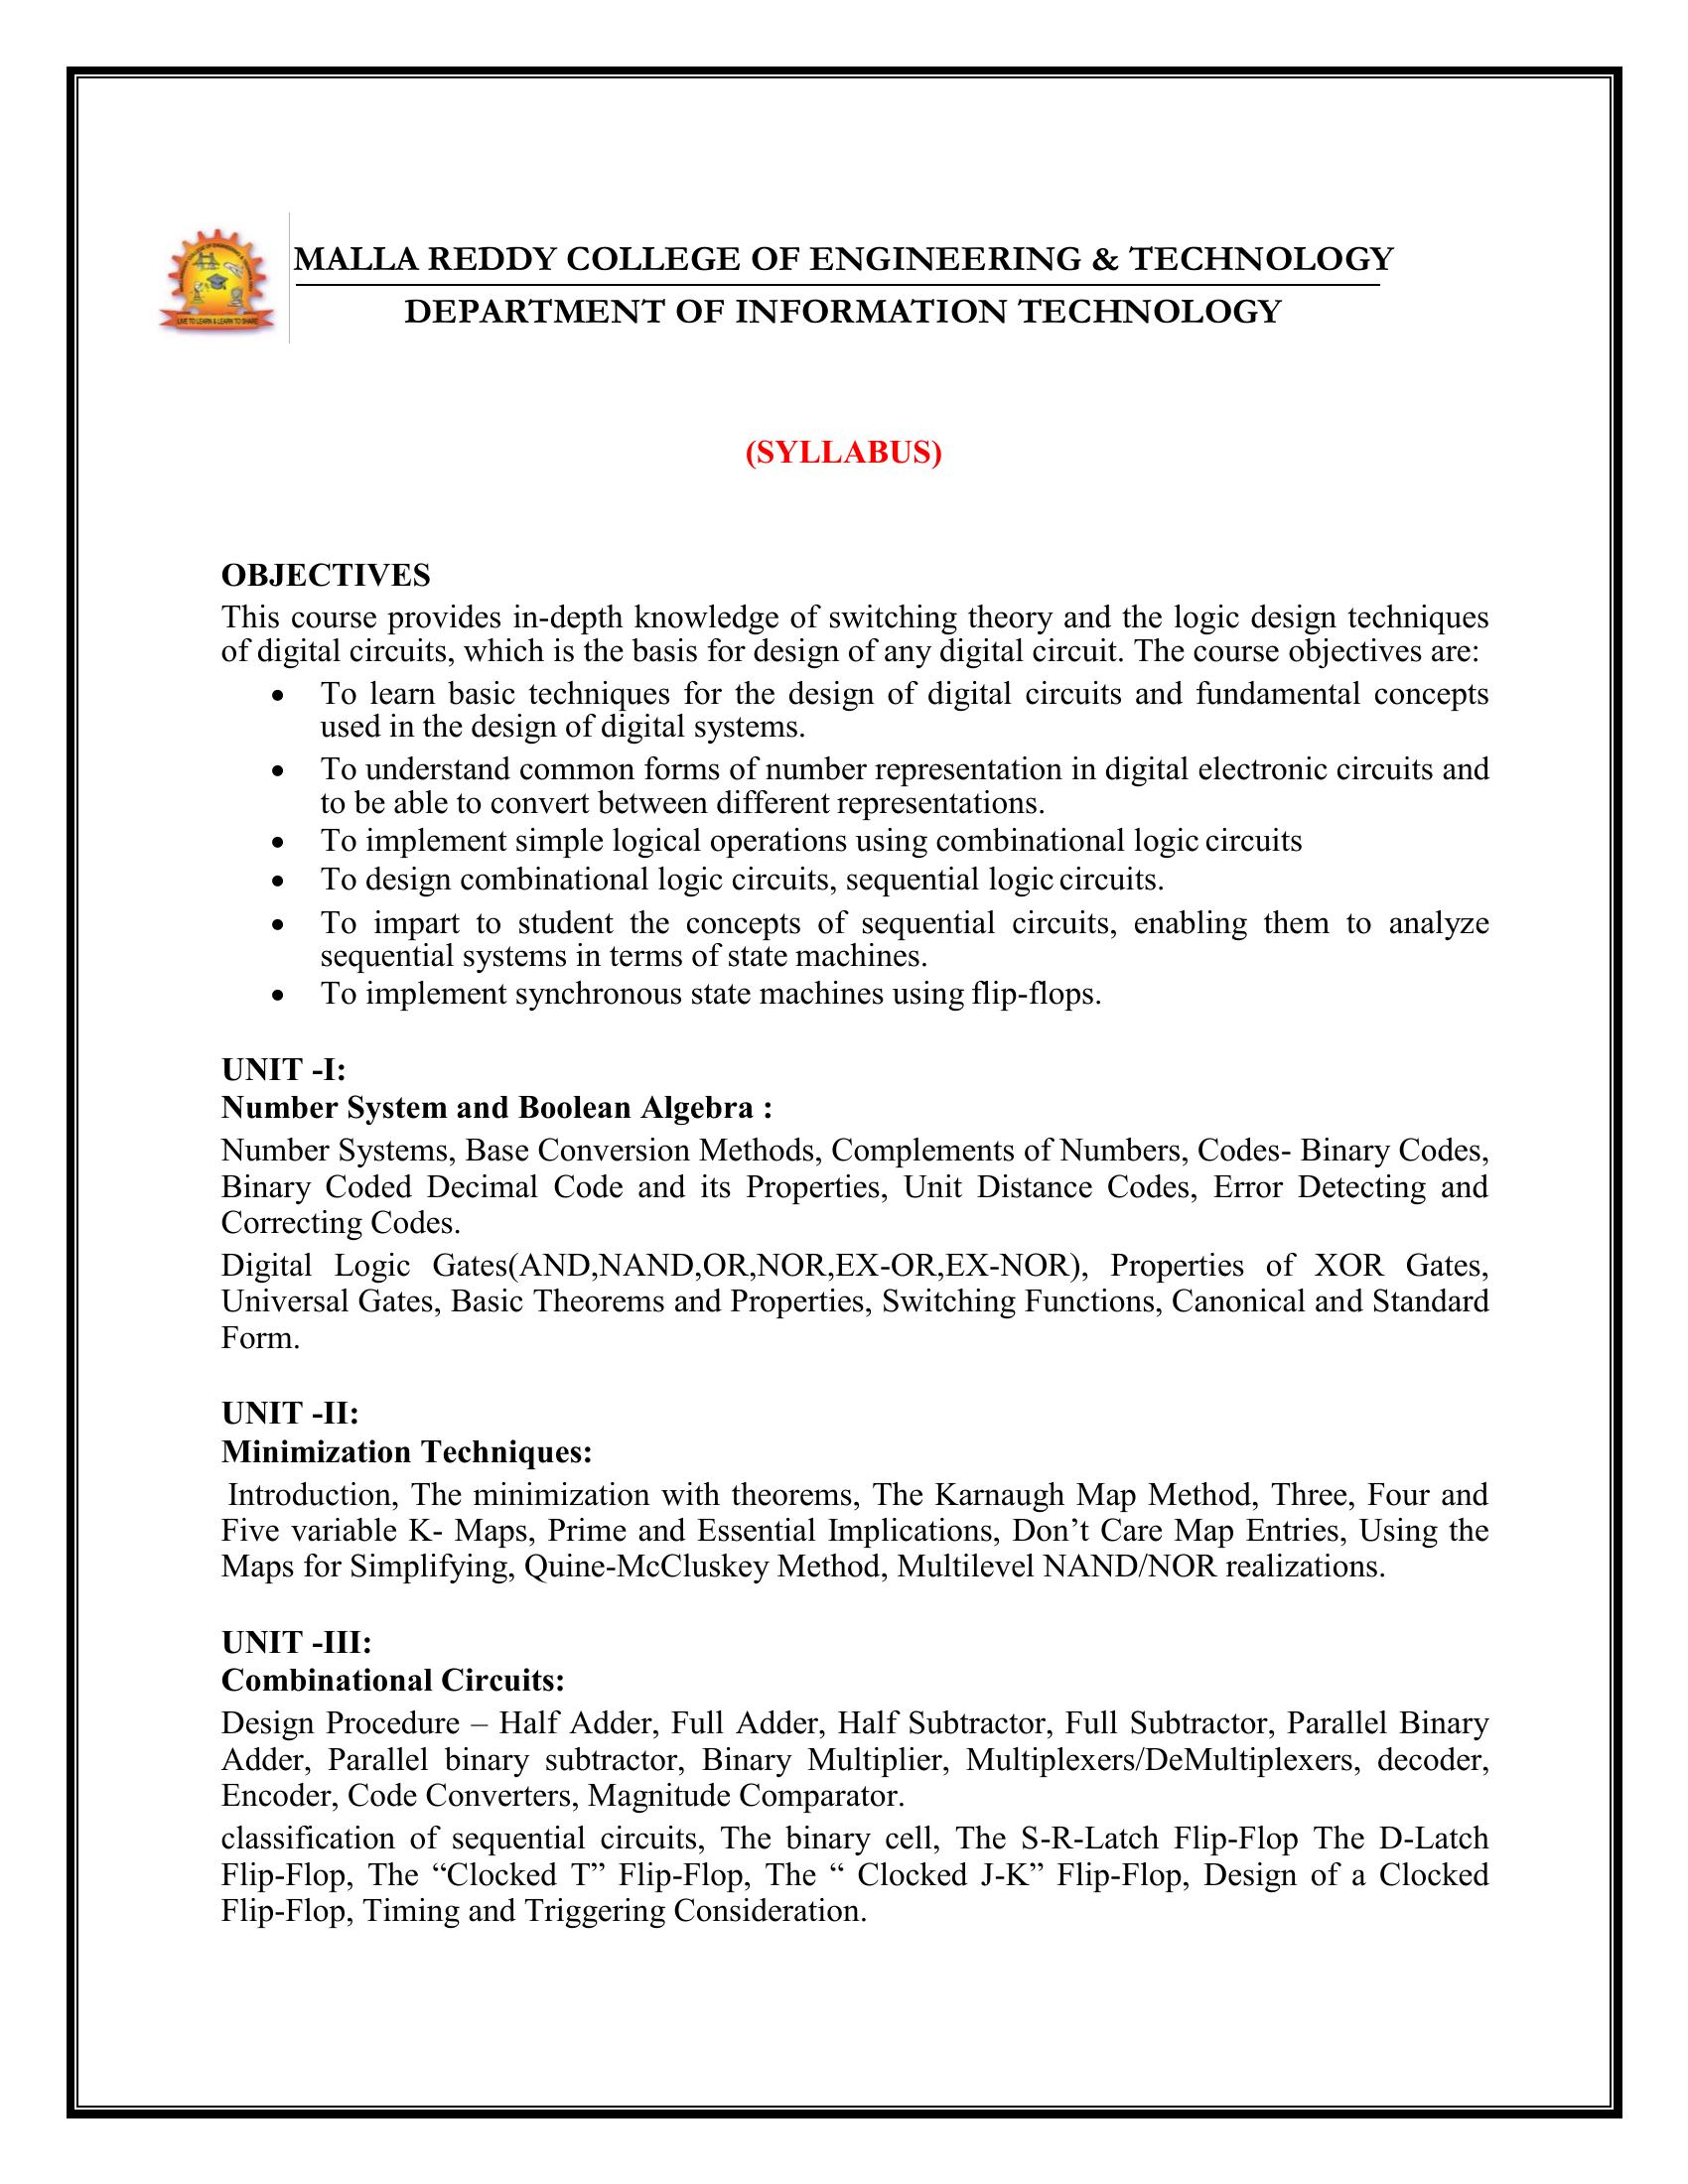 MALLA REDDY COLLEGE OF ENGINEERING & TECHNOLOGY
DEPARTMENT OF INFORMATION TECHNOLOGY
LIVE TO LEARN & LEARN TO SHARE
(SYLLABUS)
OBJECTIVES
This course provides in-depth knowledge of switching theory and the logic design techniques
of digital circuits, which is the basis for design of any digital circuit. The course objectives are:
• To learn basic techniques for the design of digital circuits and fundamental concepts
used in the design of digital systems.
• To understand common forms of number representation in digital electronic circuits and
to be able to convert between different representations.
• To implement simple logical operations using combinational logic circuits
• To design combinational logic circuits, sequential logic circuits.
• To impart to student the concepts of sequential circuits, enabling them to analyze
sequential systems in terms of state machines.
• To implement synchronous state machines using flip-flops.
UNIT -I:
Number System and Boolean Algebra :
Number Systems, Base Conversion Methods, Complements of Numbers, Codes- Binary Codes,
Binary Coded Decimal Code and its Properties, Unit Distance Codes, Error Detecting and
Correcting Codes.
Digital Logic Gates(AND,NAND,OR,NOR,EX-OR,EX-NOR), Properties of XOR Gates,
Universal Gates, Basic Theorems and Properties, Switching Functions, Canonical and Standard
Form.
UNIT -II:
Minimization Techniques:
Introduction, The minimization with theorems, The Karnaugh Map Method, Three, Four and
Five variable K- Maps, Prime and Essential Implications, Don’t Care Map Entries, Using the
Maps for Simplifying, Quine-McCluskey Method, Multilevel NAND/NOR realizations.
UNIT -III:
Combinational Circuits:
Design Procedure – Half Adder, Full Adder, Half Subtractor, Full Subtractor, Parallel Binary
Adder, Parallel binary subtractor, Binary Multiplier, Multiplexers/DeMultiplexers, decoder,
Encoder, Code Converters, Magnitude Comparator.
classification of sequential circuits, The binary cell, The S-R-Latch Flip-Flop The D-Latch
Flip-Flop, The “Clocked T” Flip-Flop, The “ Clocked J-K” Flip-Flop, Design of a Clocked
Flip-Flop, Timing and Triggering Consideration.